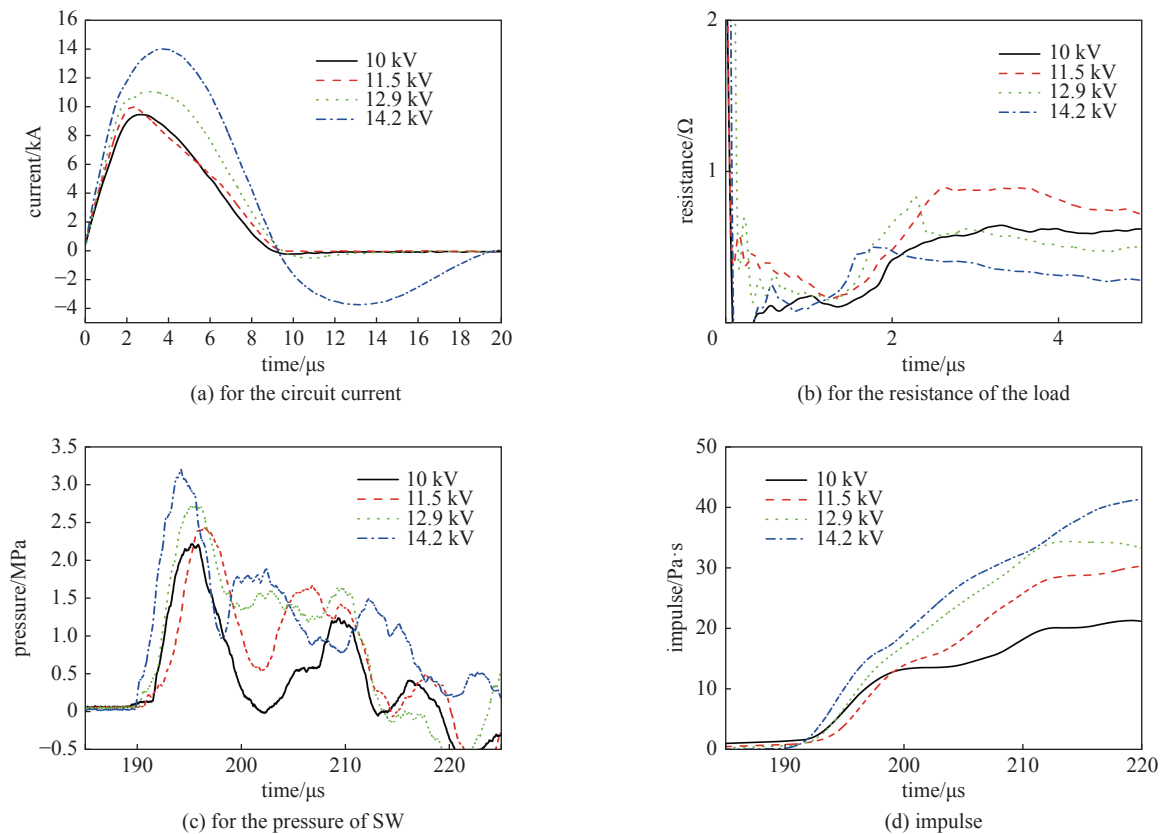 16
14
12
10
8
6
4
2
0
−2
−4
current/kA
10 kV
11.5 kV
12.9 kV
14.2 kV
0 2 4 6 8 10 12 14 16 18 20
time/μs
(a) for the circuit current
2
1
0
resistance/Ω
10 kV
11.5 kV
12.9 kV
14.2 kV
2 4
time/μs
(b) for the resistance of the load
3.5
3.0
2.5
2.0
1.5
1.0
0.5
0
−0.5
pressure/MPa
10 kV
11.5 kV
12.9 kV
14.2 kV
190 200 210 220
time/μs
(c) for the pressure of SW
50
40
30
20
10
0
impulse/Pa·s
10 kV
11.5 kV
12.9 kV
14.2 kV
190 200 210 220
time/μs
(d) impulse